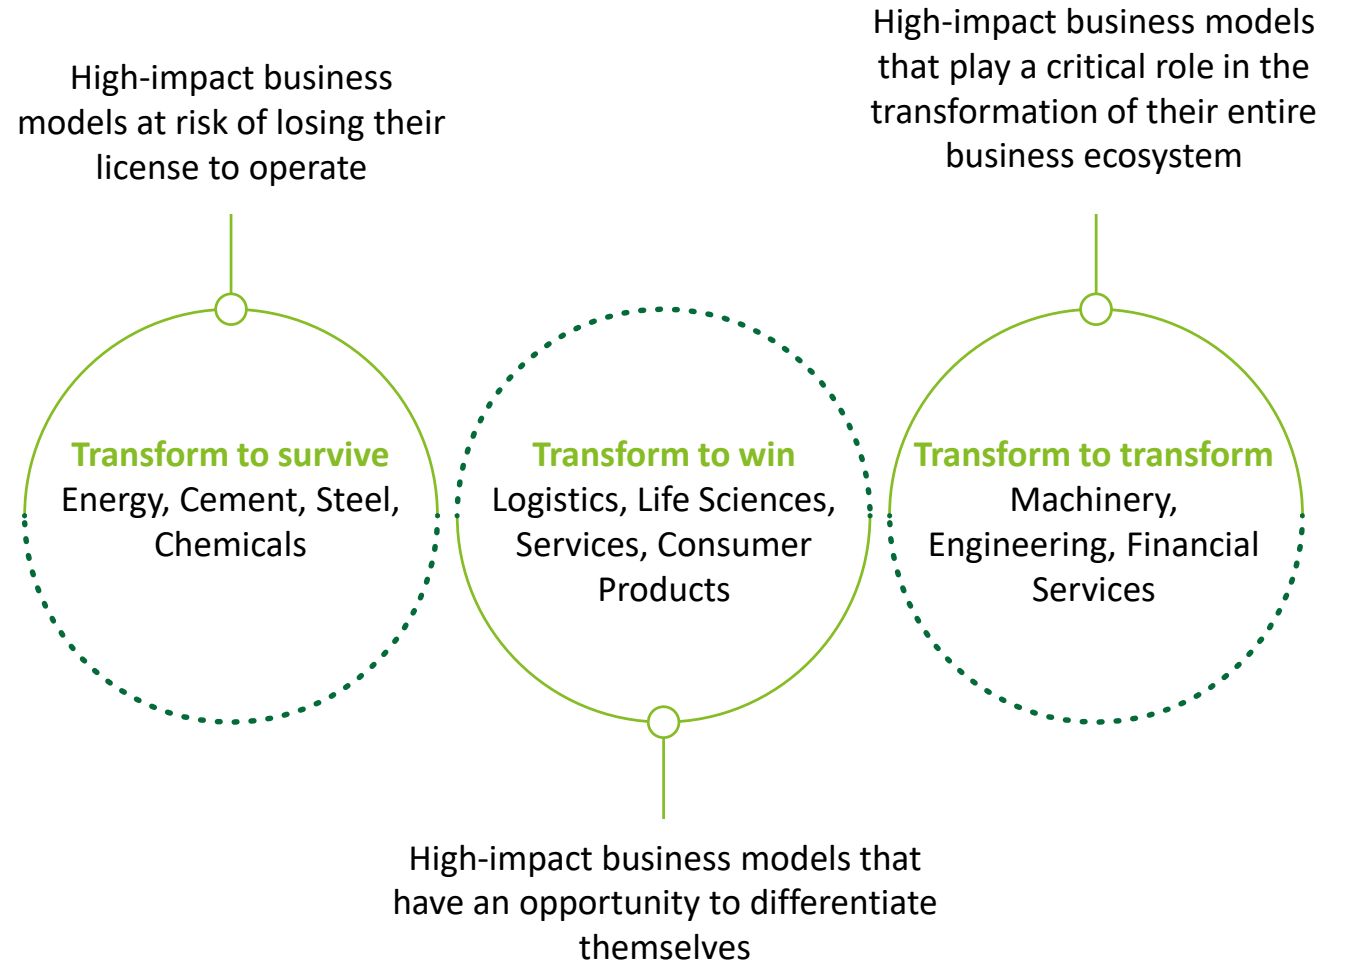 High-impact business
models at risk of losing their
license to operate
High-impact business models
that play a critical role in the
transformation of their entire
business ecosystem
Transform to survive
Energy, Cement, Steel,
Chemicals
Transform to win
Logistics, Life Sciences,
Services, Consumer
Products
Transform to transform
Machinery,
Engineering, Financial
Services
High-impact business models that
have an opportunity to differentiate
themselves